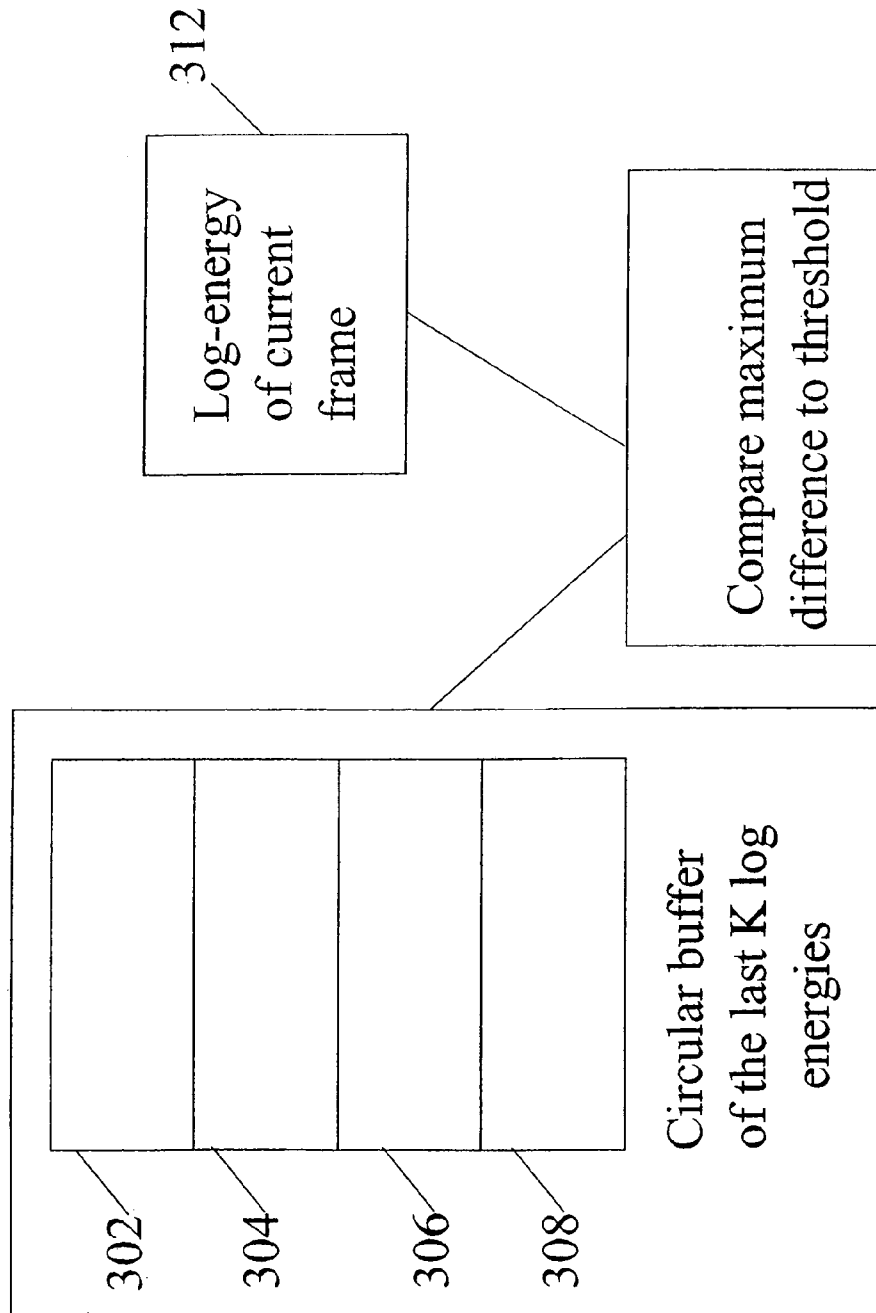 302
304
306
308
Circular buffer
of the last K log
energies
312
Log-energy
of current
frame
Compare maximum
difference to threshold